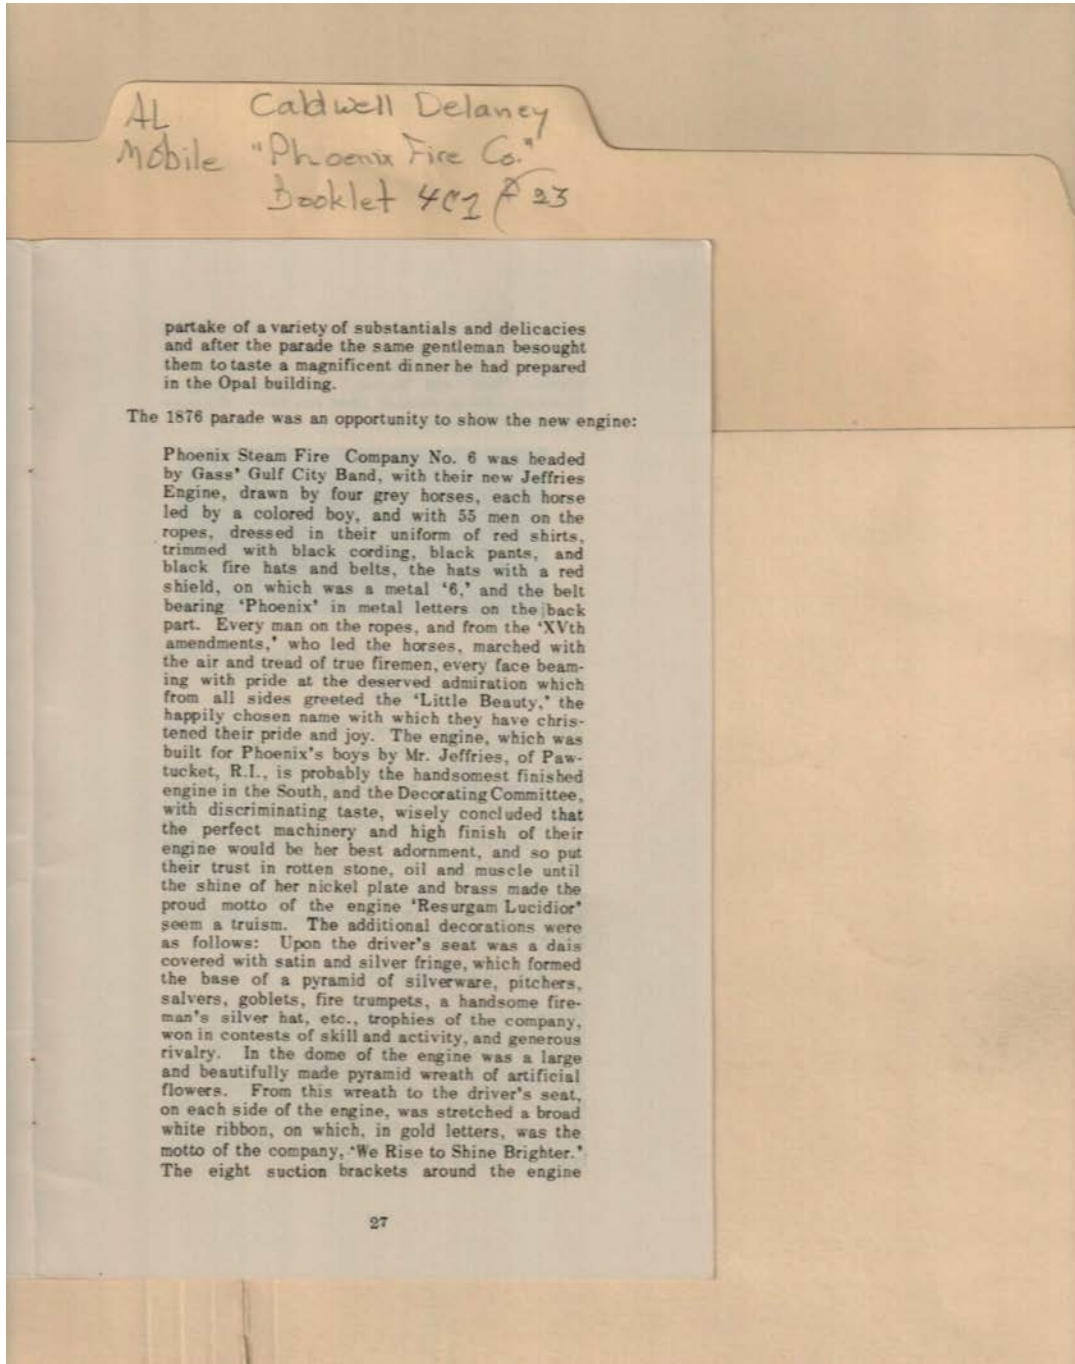 AL Caldwell Delaney
Mobile "Phoenix Fire Co."
Booklet 23
partake of a variety of substantials and delicacies
and after the parade the same gentleman besought
them to taste a magnificent dinner he had prepared
in the Opal building.
The 1876 parade was an opportunity to show the new engine:
Phoenix Steam Fire Company No. 6 was headed
by Gass' Gulf City Band, with their new Jeffries
Engine, drawn by four grey horses, each horse
led by a colored boy, and with 55 men on the
ropes, dressed in their uniform of red shirts,
trimmed with black cording, black pants, and
black fire hats and belts, the hats with a red
shield, on which was a metal '6,' and the belt
bearing 'Phoenix' in metal letters on the back
part. Every man on the ropes, and from the 'XVth
amendments,' who led the horses, marched with
the air and tread of true firemen, every face beam-
ing with pride at the deserved admiration which
from all sides greeted the 'Little Beauty,' the
happily chosen name with which they have chris-
tened their pride and joy. The engine, which was
built for Phoenix's boys by Mr. Jeffries, of Paw-
tucket, R.I., is probably the handsomest finished
engine in the South, and the Decorating Committee,
with discriminating taste, wisely concluded that
the perfect machinery and high finish of their
engine would be her best adornment, and so put
their trust in rotten stone, oil and muscle until
the shine of her nickel plate and brass made the
proud motto of the engine 'Resurgam Lucidior'
seem a truism. The additional decorations were
as follows: Upon the driver's seat was a dais
covered with satin and silver fringe, which formed
the base of a pyramid of silverware, pitchers,
salvers, goblets, fire trumpets, a handsome fire-
man's silver hat, etc., trophies of the company,
won in contests of skill and activity, and generous
rivalry. In the dome of the engine was a large
and beautifully made pyramid wreath of artificial
flowers. From this wreath to the driver's seat,
on each side of the engine, was stretched a broad
white ribbon, on which, in gold letters, was the
motto of the company, 'We Rise to Shine Brighter.'
The eight suction brackets around the engine
27